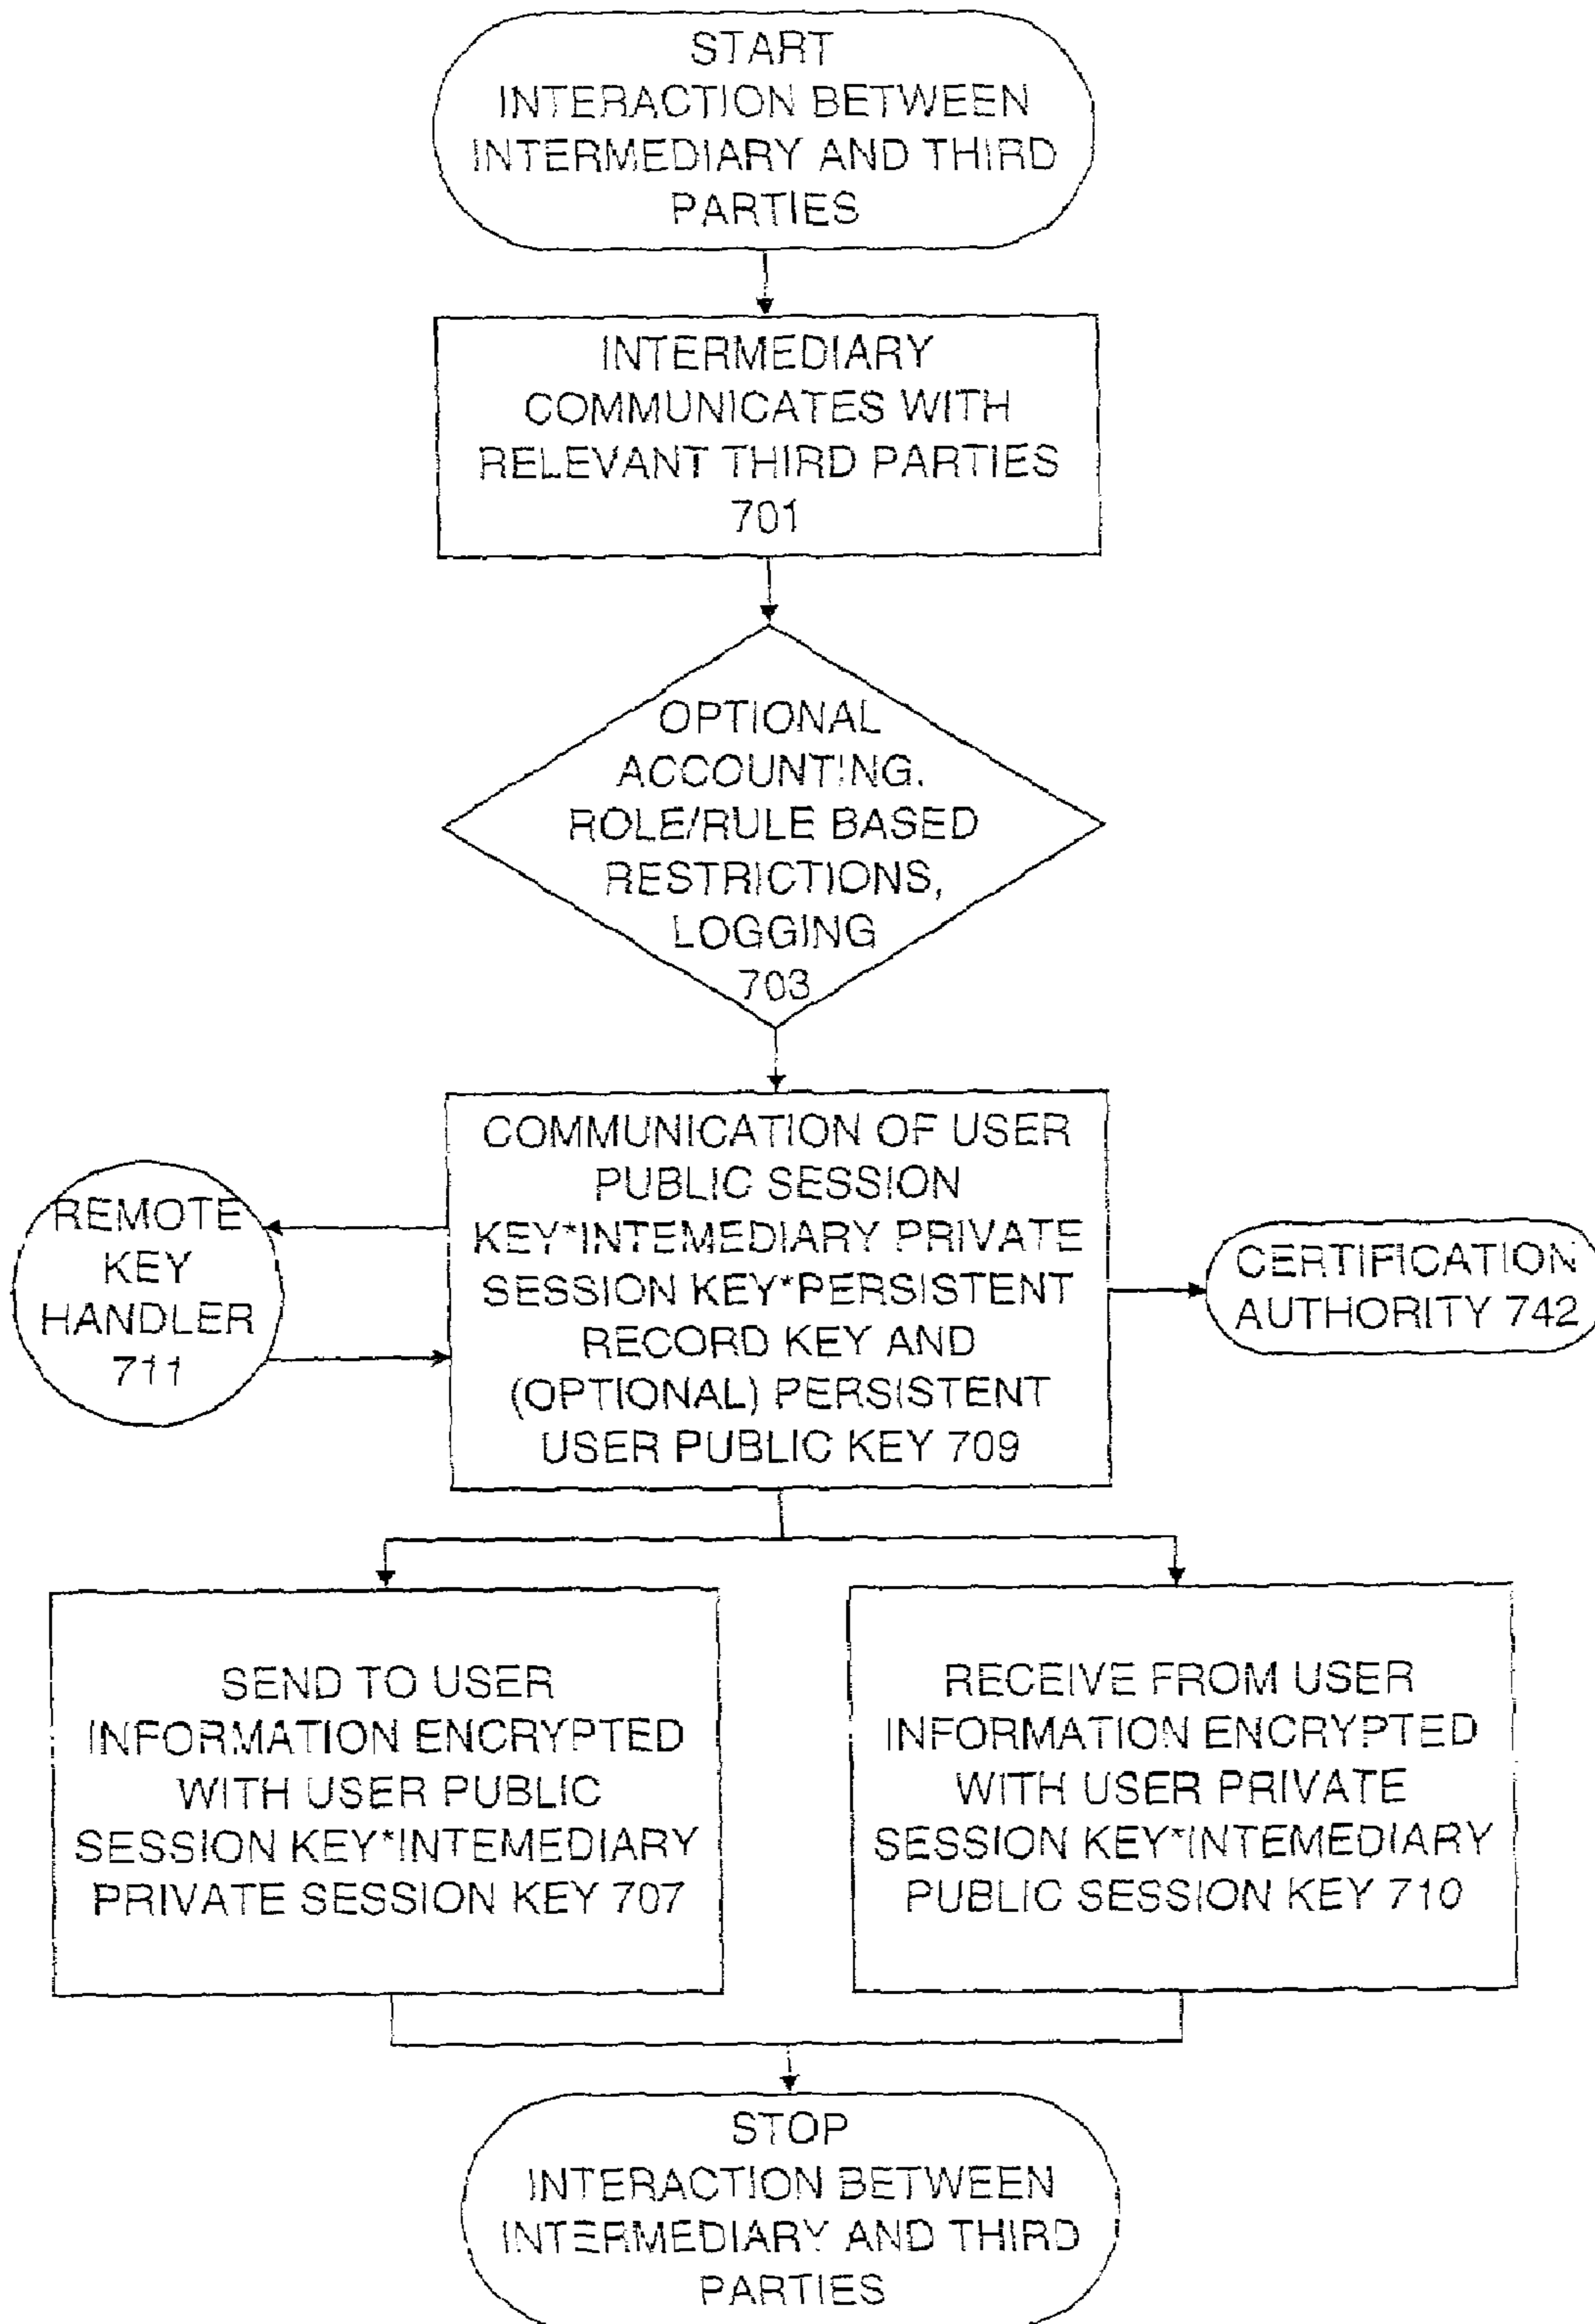 START
INTERACTION BETWEEN
INTERMEDIARY AND THIRD
PARTIES
INTERMEDIARY
COMMUNICATES WITH
RELEVANT THIRD PARTIES
701
OPTIONAL
ACCOUNTING.
ROLE/RULE BASED
RESTRICTIONS,
LOGGING
703
COMMUNICATION OF USER
PUBLIC SESSION
KEY*INTEMEDIARY PRIVATE
SESSION KEY*PERSISTENT
RECORD KEY AND
(OPTIONAL) PERSISTENT
USER PUBLIC KEY 709
REMOTE
KEY
HANDLER
711
CERTIFICATION
AUTHORITY 742
SEND TO USER
INFORMATION ENCRYPTED
WITH USER PUBLIC
SESSION KEY*INTEMEDIARY
PRIVATE SESSION KEY 707
RECEIVE FROM USER
INFORMATION ENCRYPTED
WITH USER PRIVATE
SESSION KEY*INTEMEDIARY
PUBLIC SESSION KEY 710
STOP
INTERACTION BETWEEN
INTERMEDIARY AND THIRD
PARTIES